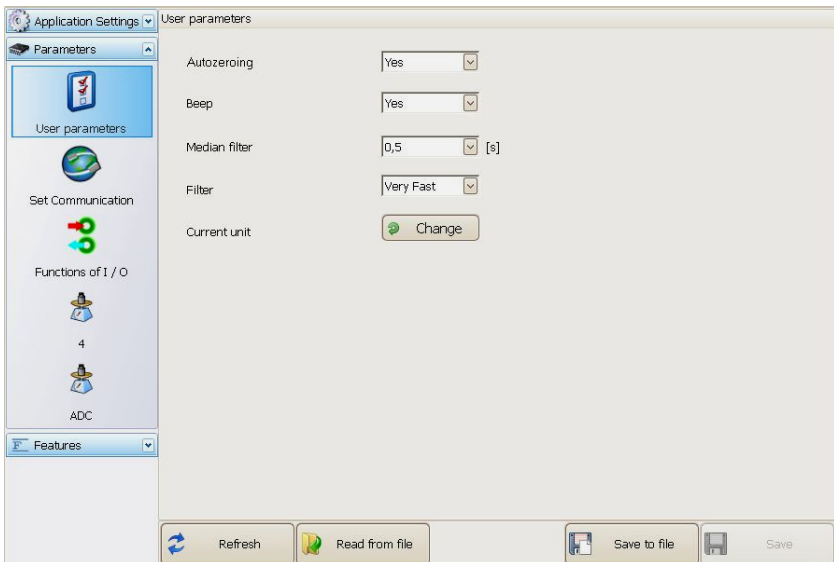 Application Settings
Parameters
User parameters
Set Communication
Functions of I / O
4
ADC
F Features
User parameters
Autozeroing Yes
Beep Yes
Median filter 0,5 [s]
Filter Very Fast
Current unit Change
Refresh Read from file Save to file Save